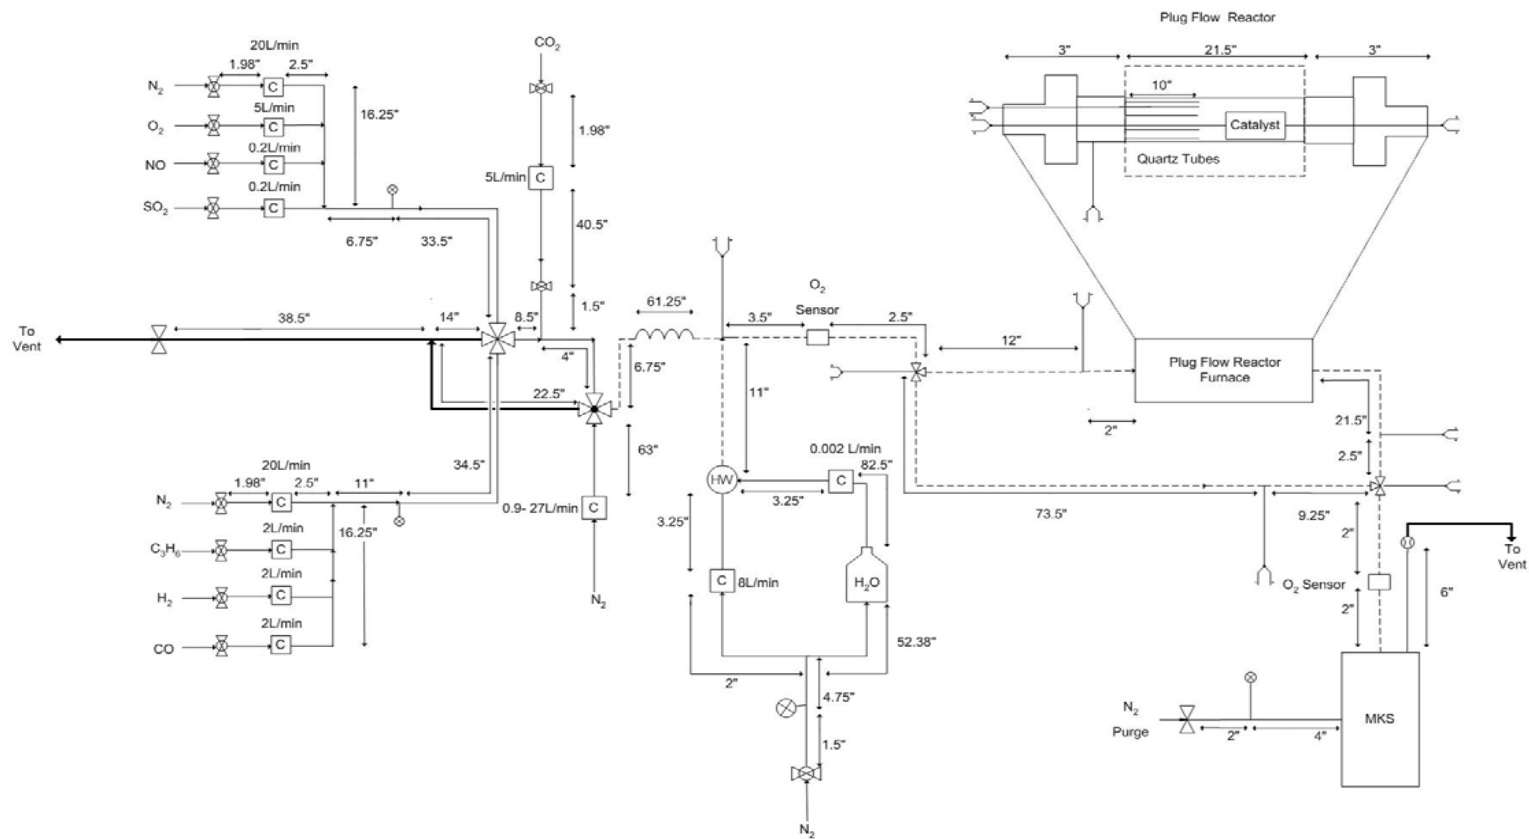 Plug Flow Reactor
3" 21.5" 3"
10"
Catalyst
Quartz Tubes
20L/min
1.98" 2.5"
N2 C
5L/min
O2 C
16.25"
0.2L/min
NO C
0.2L/min
SO2 C
6.75" 33.5"
CO2
1.98"
5L/min C
40.5"
1.5"
To
Vent
38.5" 14" 8.5"
4"
22.5"
61.25"
6.75"
O2
Sensor
3.5" 2.5"
12"
Plug Flow Reactor
Furnace
2"
21.5"
2.5"
11"
34.5"
63"
20L/min
1.98" 2.5" 11"
N2 C
16.25"
2L/min
C3H6 C
2L/min
H2 C
2L/min
CO C
0.9- 27L/min C
N2
HW
0.002 L/min
82.5"
C
3.25"
3.25"
C 8L/min
H2O
52.38"
2"
4.75"
1.5"
N2
73.5" 9.25"
2"
O2 Sensor
2"
To
Vent
6"
N2
Purge
2" 4"
MKS